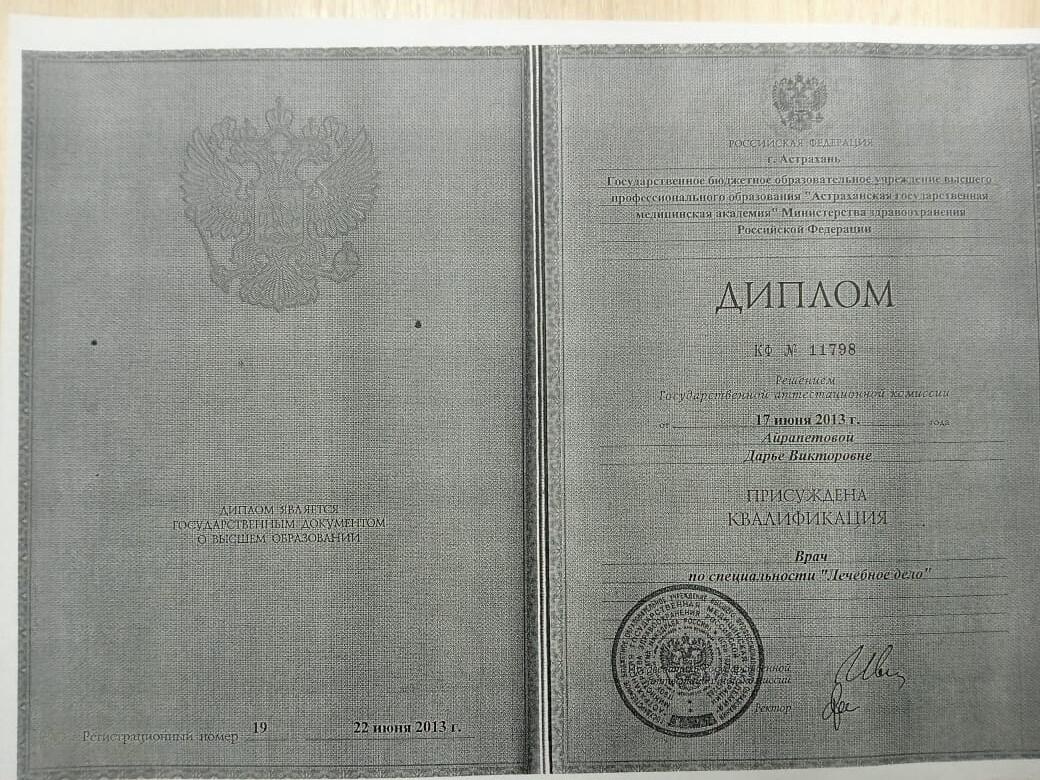 ДИПЛОМ ЯВЛЯЕТСЯ
ГОСУДАРСТВЕННЫМ ДОКУМЕНТОМ
О ВЫСШЕМ ОБРАЗОВАНИИ
Регистрационный номер 19 22 июня 2013 г.
РОССИЙСКАЯ ФЕДЕРАЦИЯ
г. Астрахань
Государственное бюджетное образовательное учреждение высшего
профессионального образования "Астраханская государственная
медицинская академия" Министерства здравоохранения
Российской Федерации
ДИПЛОМ
КФ № 11798
Решением
Государственной аттестационной комиссии
от 17 июня 2013 г. года
Айрапетовой
Дарье Викторовне
ПРИСУЖДЕНА
КВАЛИФИКАЦИЯ
Врач
по специальности "Лечебное дело"
Ректор